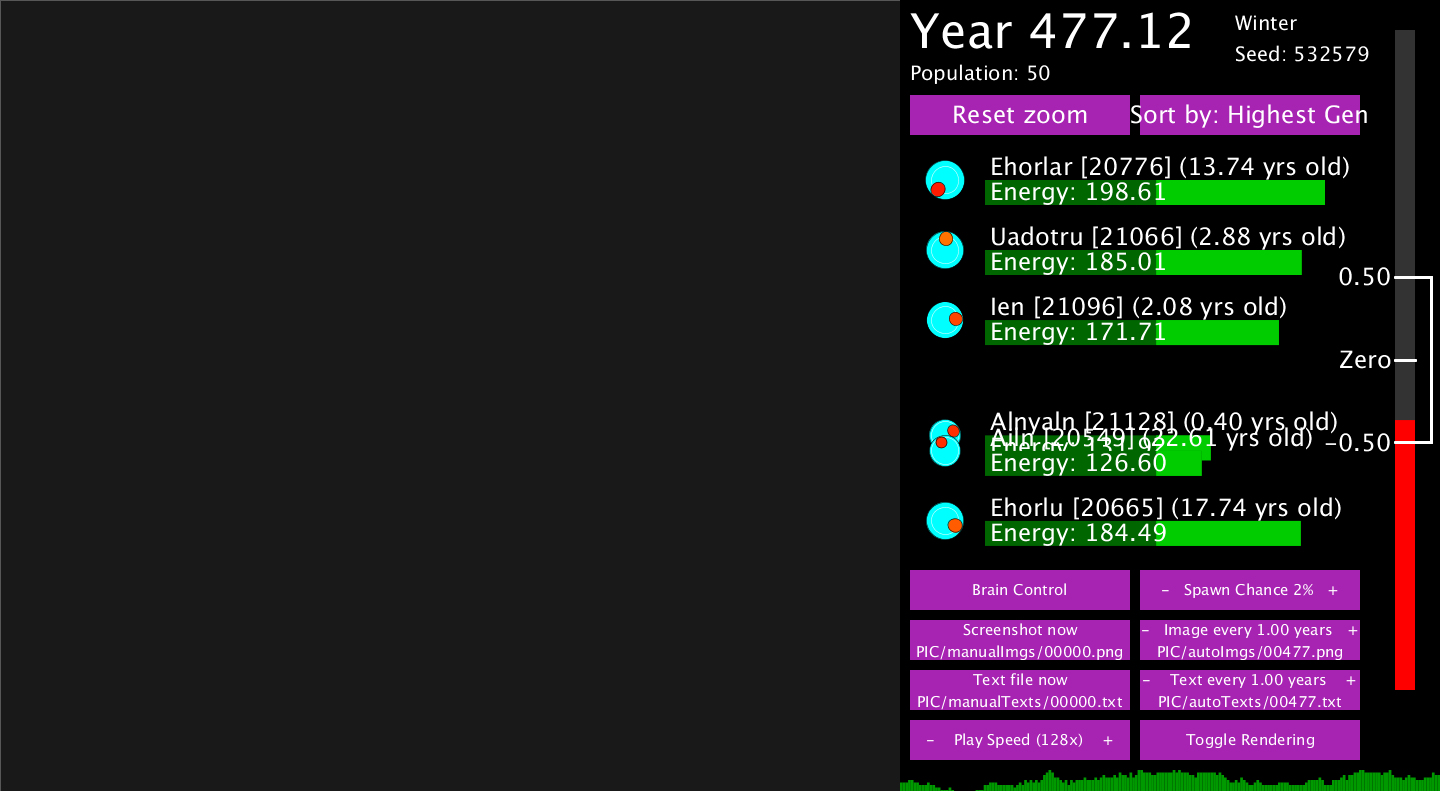 Year 477.12
Winter
Seed: 532579
Population: 50
Reset zoom
Sort by: Highest Gen
Ehorlar [20776] (13.74 yrs old)
Energy: 198.61
Uadotru [21066] (2.88 yrs old)
Energy: 185.01
Ien [21096] (2.08 yrs old)
Energy: 171.71
0.50
Zero
-0.50
Alnyaln [21128] (0.40 yrs old)
[20549] (22.61 yrs old)
Energy: 126.60
Ehorlu [20665] (17.74 yrs old)
Energy: 184.49
Brain Control
- Spawn Chance 2% +
Screenshot now
PIC/manualImgs/00000.png
- Image every 1.00 years +
PIC/autoImgs/00477.png
Text file now
PIC/manualTexts/00000.txt
- Text every 1.00 years +
PIC/autoTexts/00477.txt
- Play Speed (128x) +
Toggle Rendering